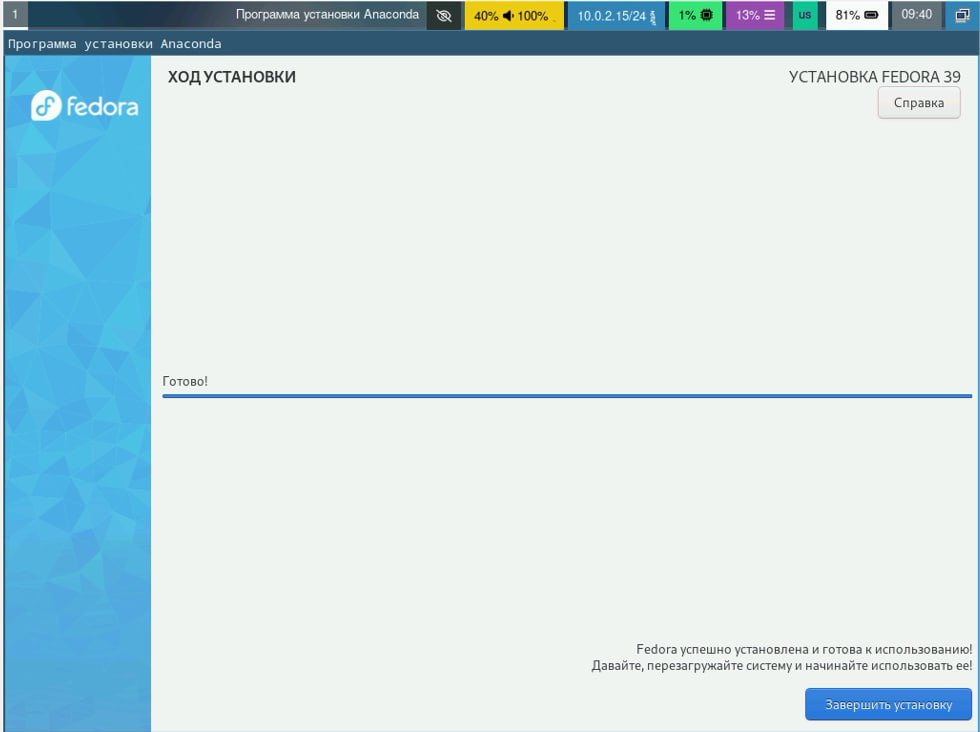 1 Программа установки Anaconda 40% 100% 10.0.2.15/24 1% 13% us 81% 09:40
Программа установки Anaconda
fedora
ХОД УСТАНОВКИ
УСТАНОВКА FEDORA 39
Справка
Готово!
Fedora успешно установлена и готова к использованию!
Давайте, перезагружайте систему и начинайте использовать ее!
Завершить установку